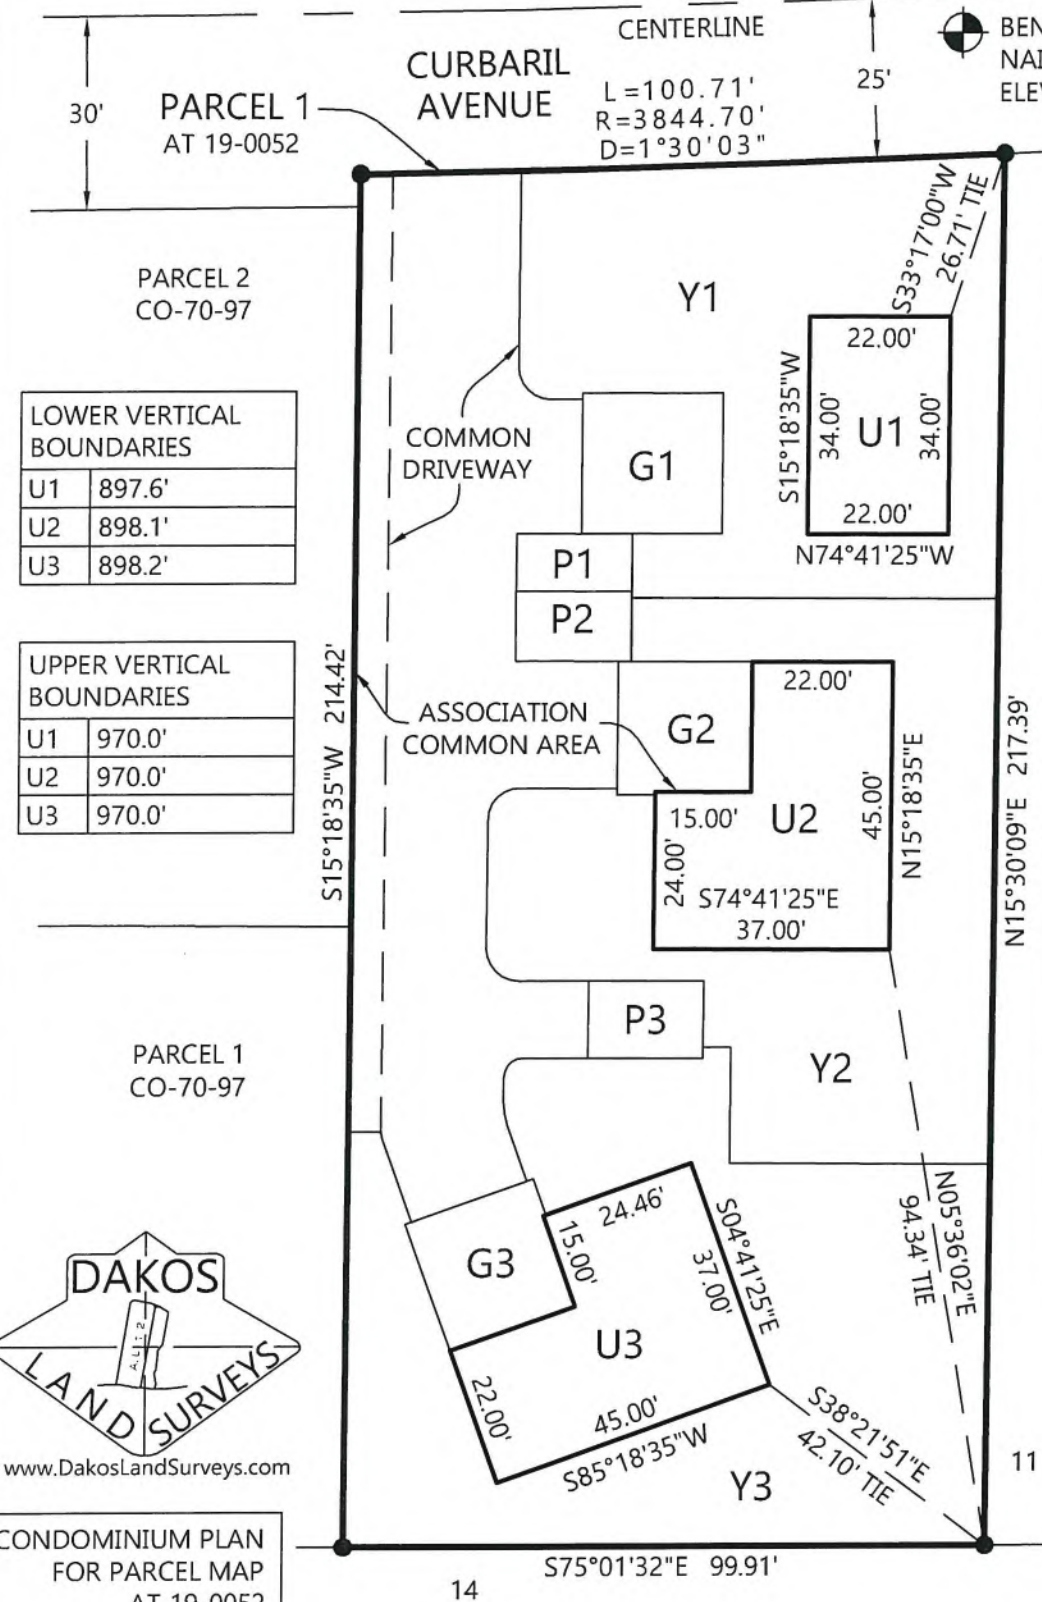 CENTERLINE
BEN
NAI
ELE
CURBARIL
AVENUE
30'
25'
PARCEL 1
AT 19-0052
L=100.71'
R=3844.70'
D=1°30'03"
S33°17'00"W
26.71' TIE
PARCEL 2
CO-70-97
Y1
22.00'
S15°18'35"W
34.00'
U1
34.00'
22.00'
N74°41'25"W
LOWER VERTICAL
BOUNDARIES
U1 897.6'
U2 898.1'
U3 898.2'
COMMON
DRIVEWAY
G1
P1
P2
UPPER VERTICAL
BOUNDARIES
U1 970.0'
U2 970.0'
U3 970.0'
S15°18'35"W 214.42'
ASSOCIATION
COMMON AREA
G2
22.00'
15.00'
U2
45.00'
N15°18'35"E
24.00'
S74°41'25"E
37.00'
N15°30'09"E 217.39'
PARCEL 1
CO-70-97
P3
Y2
24.46'
15.00'
S04°41'25"E
37.00'
N05°36'02"E
94.34' TIE
G3
U3
22.00'
45.00'
S85°18'35"W
S38°21'51"E
42.10' TIE
Y3
11
DAKOS
LAND SURVEYS
www.DakosLandSurveys.com
CONDOMINIUM PLAN
FOR PARCEL MAP
AT 19-0052
S75°01'32"E 99.91'
14